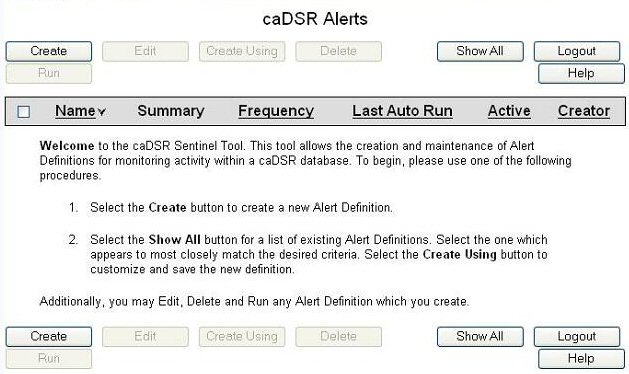 caDSR Alerts
Create Edit Create Using Delete Show All Logout
Run Help
Name Summary Frequency Last Auto Run Active Creator
Welcome to the caDSR Sentinel Tool. This tool allows the creation and maintenance of Alert
Definitions for monitoring activity within a caDSR database. To begin, please use one of the following
procedures.
1. Select the Create button to create a new Alert Definition.
2. Select the Show All button for a list of existing Alert Definitions. Select the one which
appears to most closely match the desired criteria. Select the Create Using button to
customize and save the new definition.
Additionally, you may Edit, Delete and Run any Alert Definition which you create.
Create Edit Create Using Delete Show All Logout
Run Help